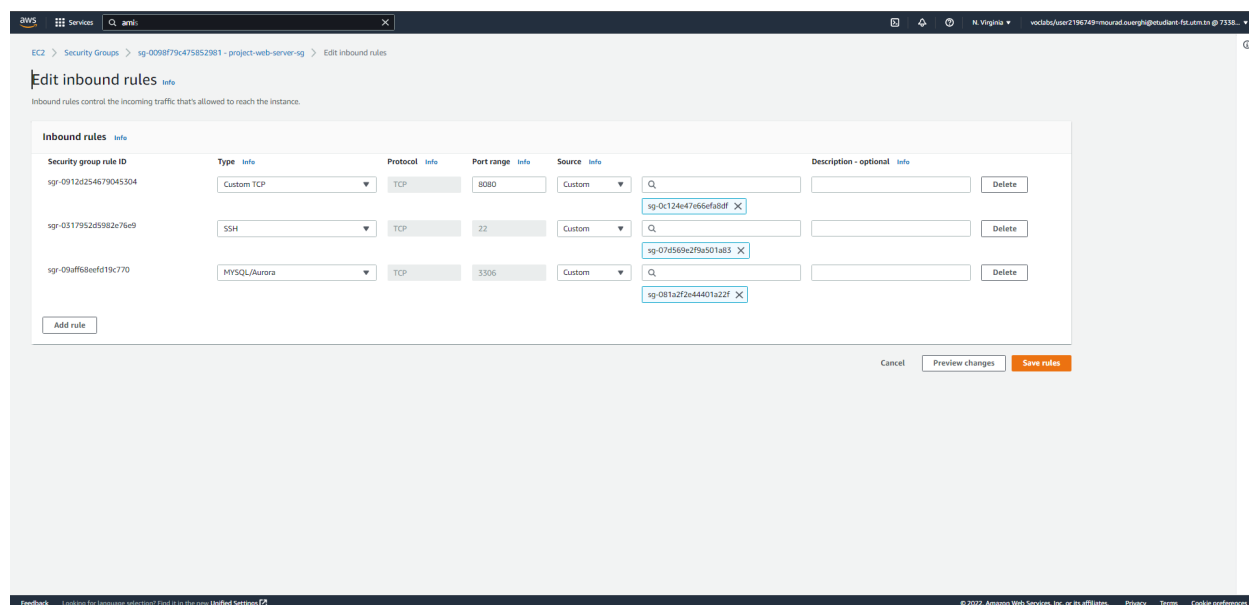 aws Services amis N. Virginia voclabs/user2196749=mourad.ouerghi@etudiant-fst.utm.tn @ 7338...
EC2 > Security Groups > sg-0098f79c475852981 - project-web-server-sg > Edit inbound rules
Edit inbound rules Info
Inbound rules control the incoming traffic that's allowed to reach the instance.
Inbound rules Info
Security group rule ID Type Info Protocol Info Port range Info Source Info Description - optional Info
sgr-0912d254679045304 Custom TCP TCP 8080 Custom Delete
sg-0c124e47e66efa8df
sgr-0317952d5982e76e9 SSH TCP 22 Custom Delete
sg-07d569e2f9a501a83
sgr-09aff68eefd19c770 MYSQL/Aurora TCP 3306 Custom Delete
sg-081a2f2e44401a22f
Add rule
Cancel Preview changes Save rules
Feedback Looking for language selection? Find it in the new Unified Settings © 2022, Amazon Web Services, Inc. or its affiliates. Privacy Terms Cookie preferences